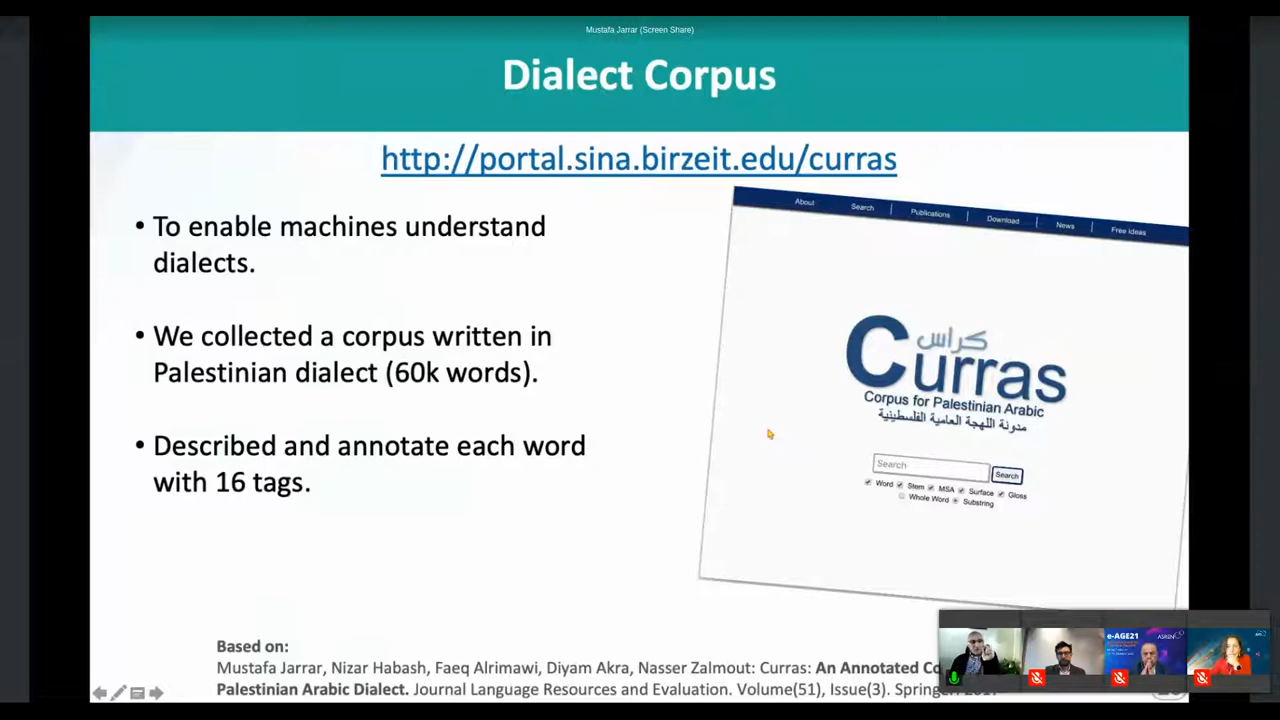 Mustafa Jarrar (Screen Share)
Dialect Corpus
http://portal.sina.birzeit.edu/curras
• To enable machines understand
dialects.
• We collected a corpus written in
Palestinian dialect (60k words).
• Described and annotate each word
with 16 tags.
About | Search | Publications | Download | News | Free ideas
كراس
Curras
Corpus for Palestinian Arabic
مدونة اللهجة العامية الفلسطينية
Search Search
Word Stem MSA Surface Gloss
Whole Word Substring
Based on:
Mustafa Jarrar, Nizar Habash, Faeq Alrimawi, Diyam Akra, Nasser Zalmout: Curras: An Annotated
Palestinian Arabic Dialect. Journal Language Resources and Evaluation. Volume(51), Issue(3).
e-AGE21